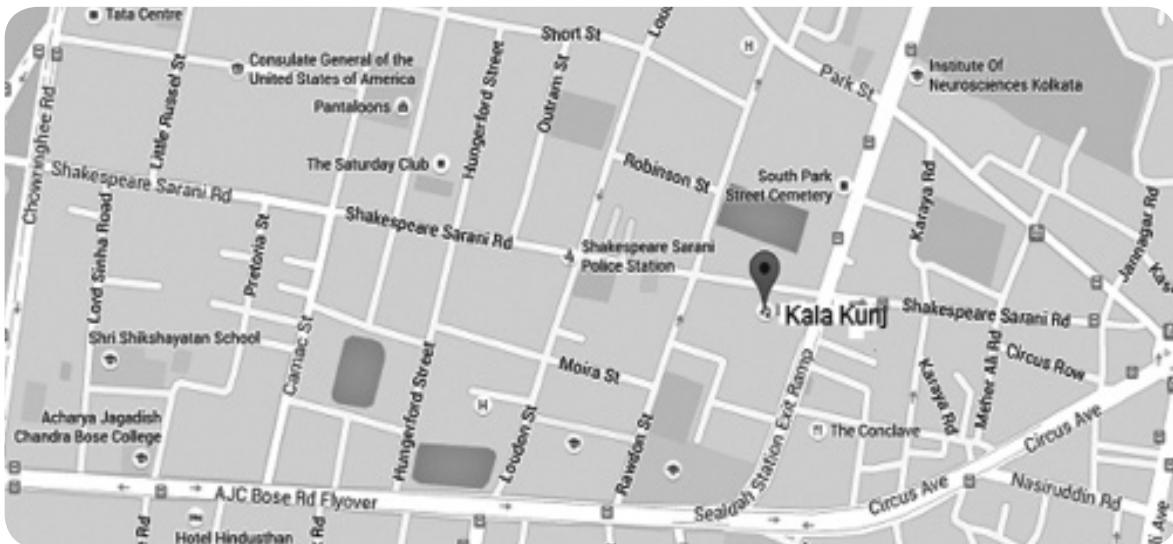 Tata Centre
Short St
Consulate General of the
United States of America
Pantaloons
Little Russel St
Chowringhee Rd
Hungerford Street
Outram St
Park St
Institute Of
Neurosciences Kolkata
The Saturday Club
Robinson St
South Park
Street Cemetery
Karaya Rd
Jannagar Rd
Shakespeare Sarani Rd
Shakespeare Sarani Rd
Shakespeare Sarani
Police Station
Lord Sinha Road
Pretoria St
Kala Kunj
Shakespeare Sarani Rd
Shri Shikshayatan School
Camac St
Hungerford Street
Moira St
Meher Ali Rd
Circus Row
Karaya Rd
Acharya Jagadish
Chandra Bose College
Loudon St
Rawdon St
The Conclave
Circus Ave
Sealdah Station Exit Ramp
AJC Bose Rd Flyover
Circus Ave
Nasiruddin Rd
Hotel Hindusthan
Rd
Rd
Ave